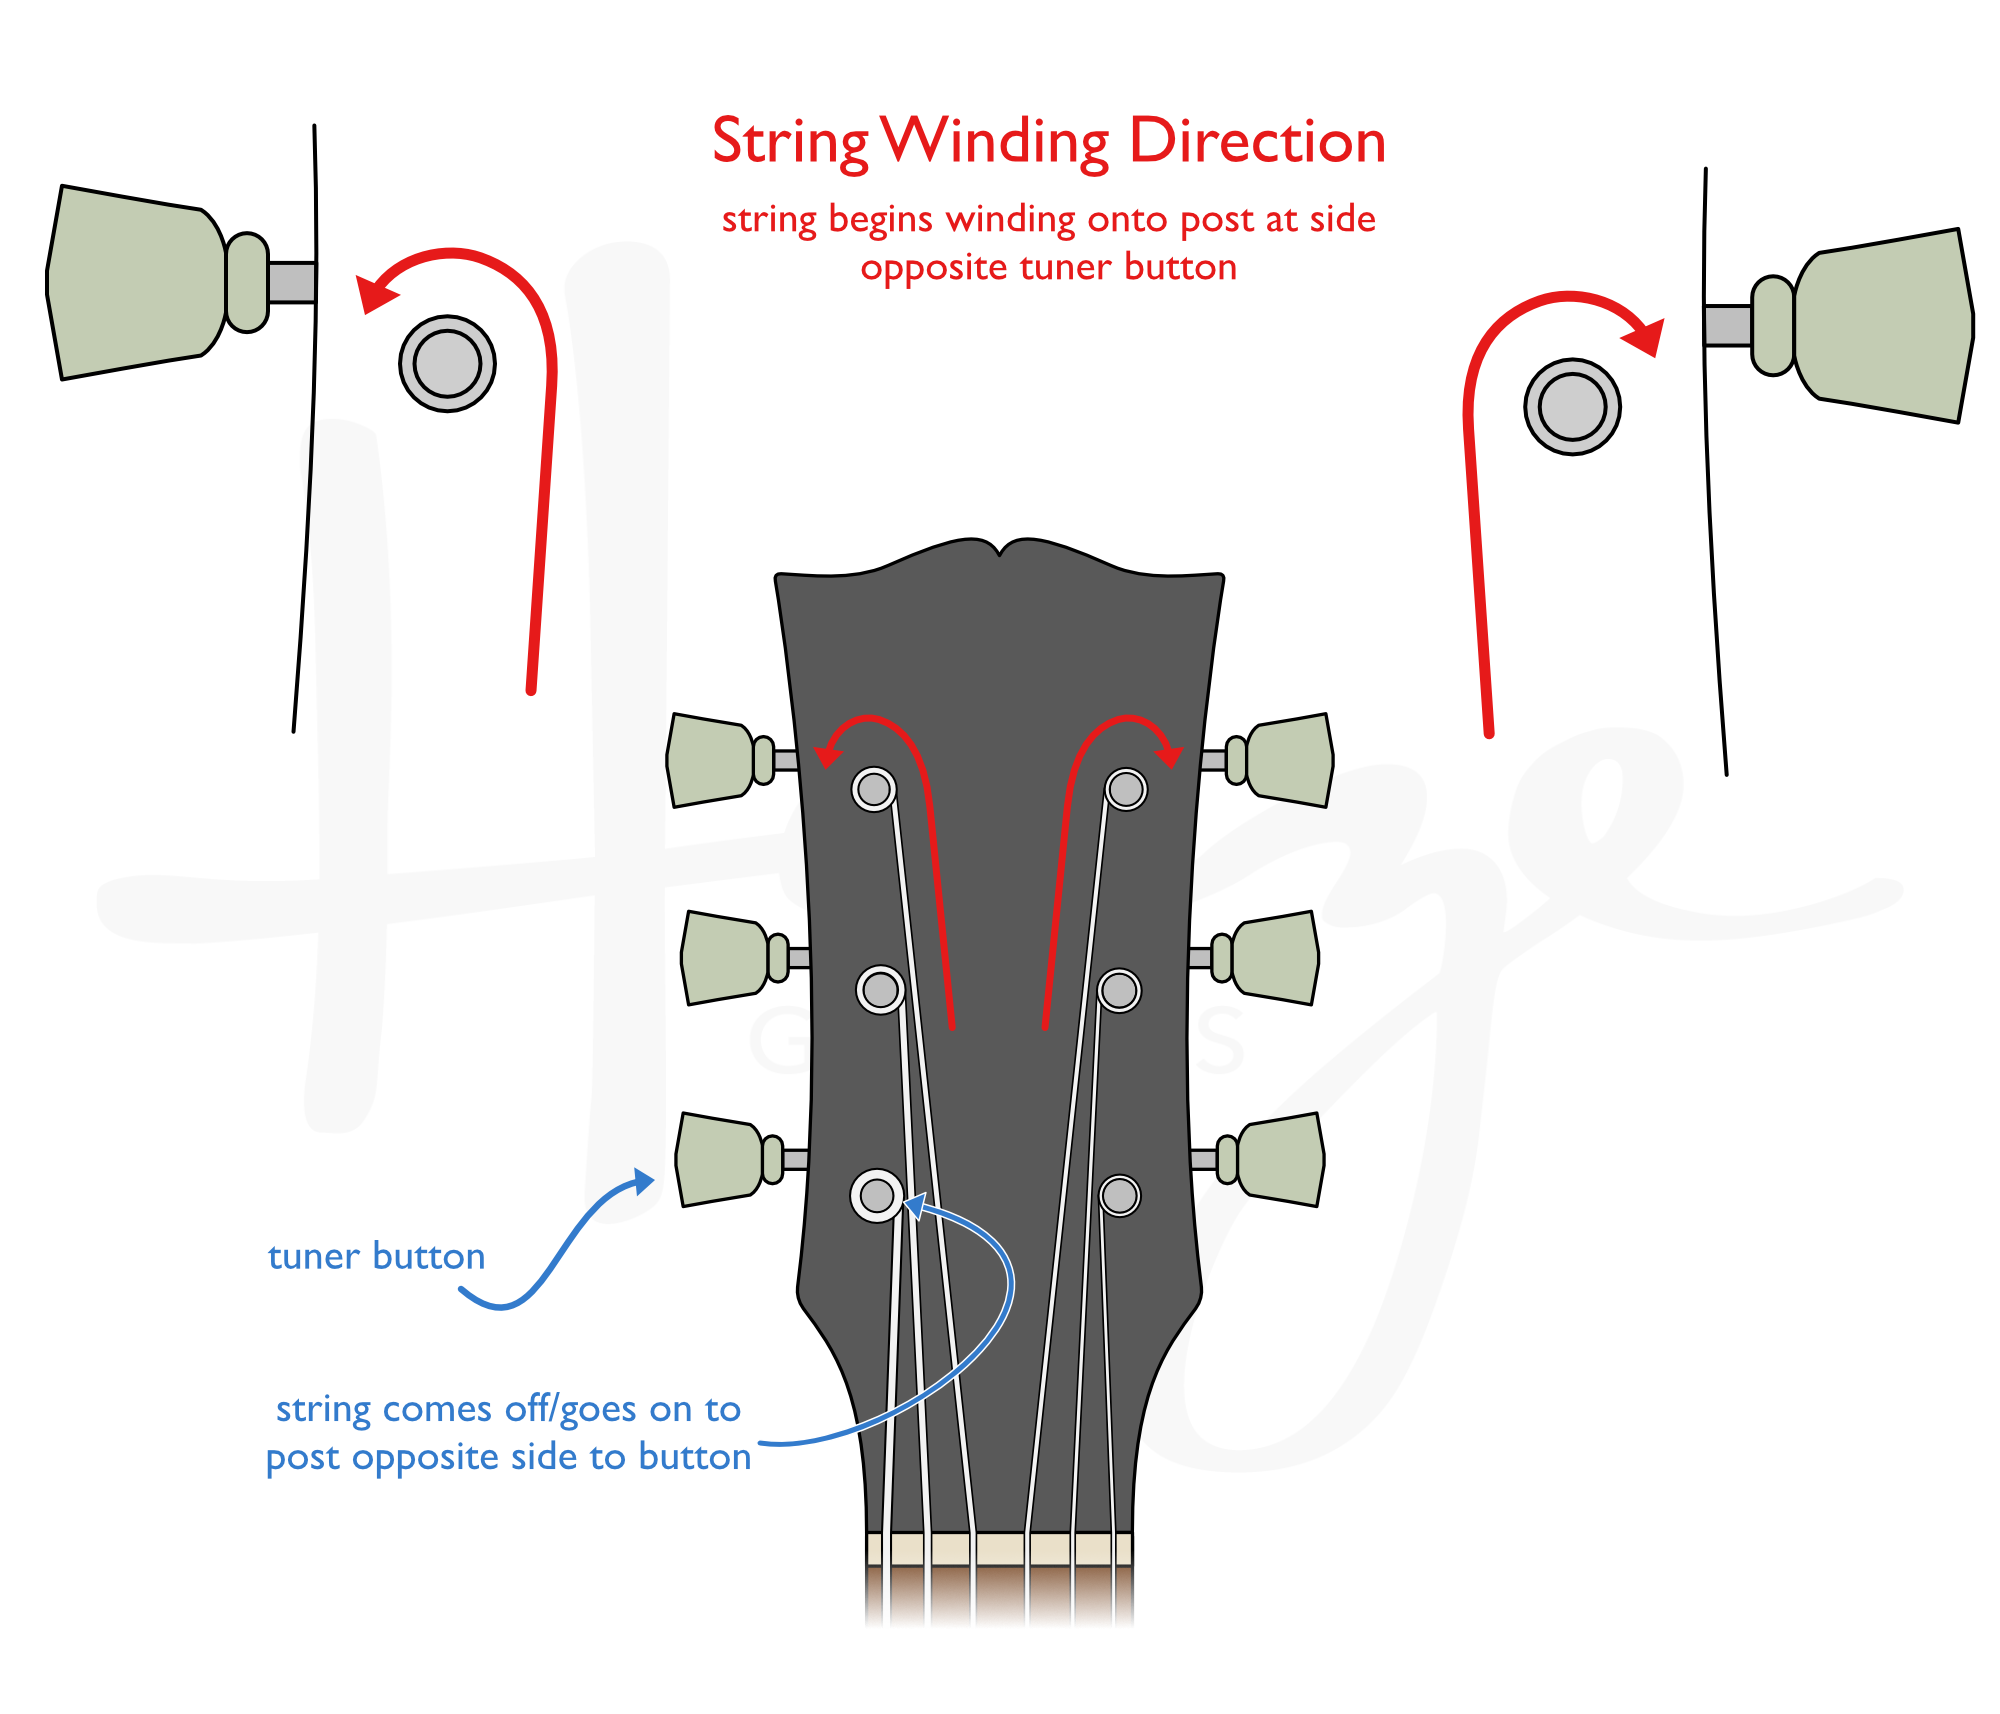 String Winding Direction
string begins winding onto post at side
opposite tuner button
tuner button
string comes off/goes on to
post opposite side to button